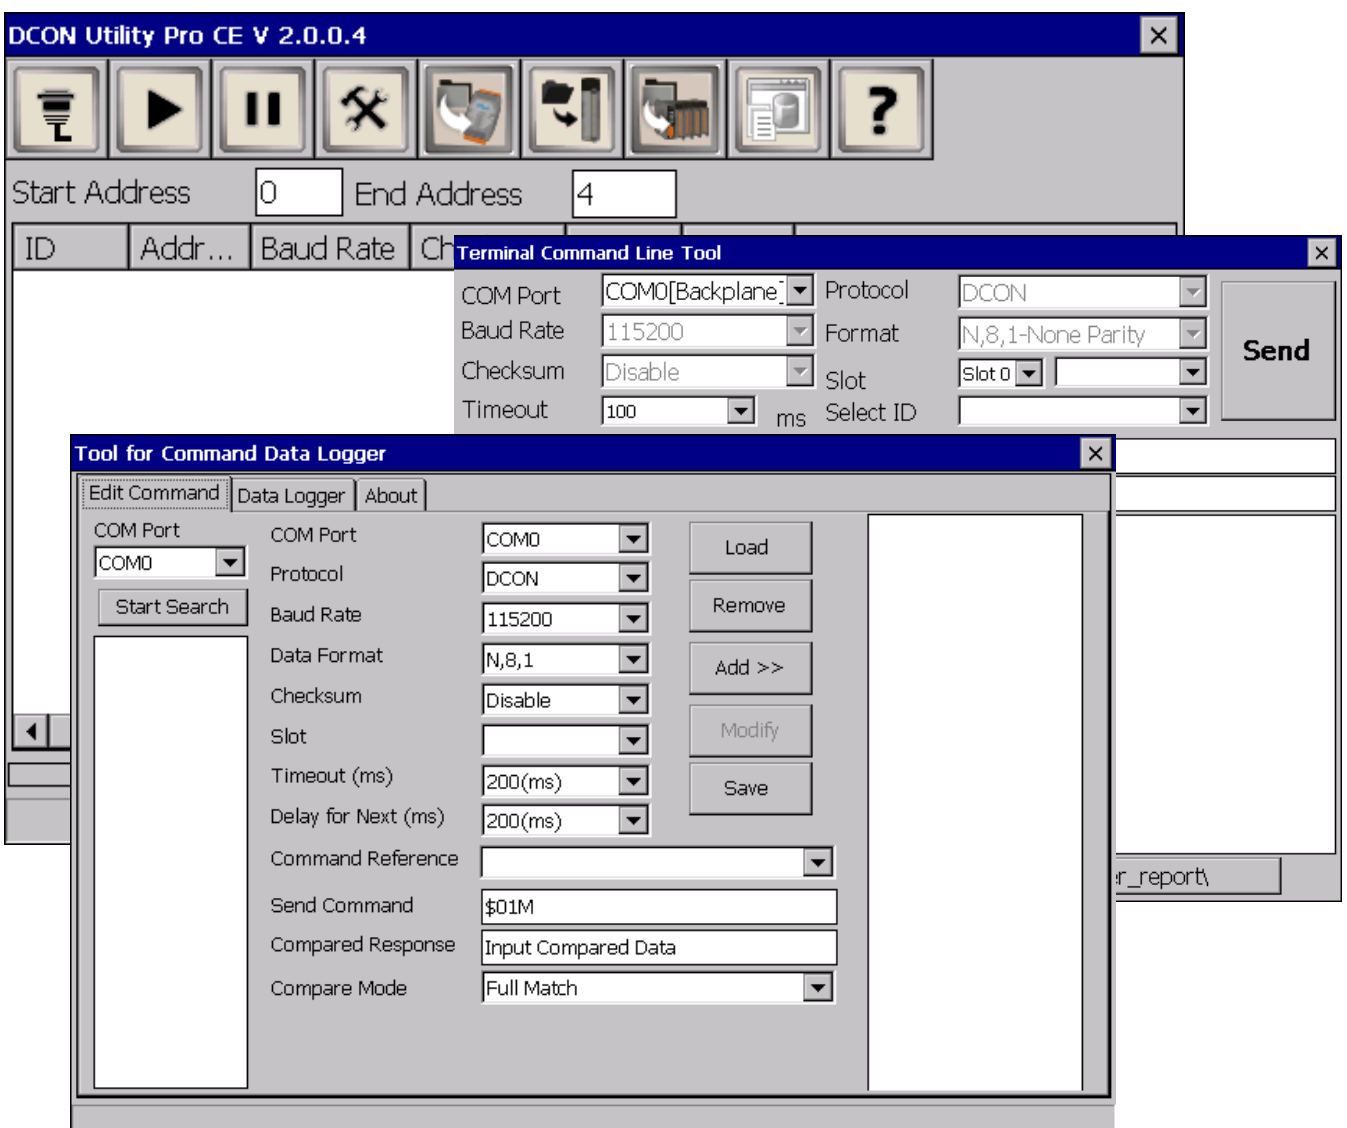 DCON Utility Pro CE V 2.0.0.4
Start Address 0 End Address 4
ID Addr... Baud Rate Ch
Terminal Command Line Tool
COM Port COM0[Backplane] Protocol DCON
Baud Rate 115200 Format N,8,1-None Parity
Send
Checksum Disable Slot Slot 0
Timeout 100 ms Select ID
er_report\
Tool for Command Data Logger
Edit Command Data Logger About
COM Port
COM0
Start Search
COM Port COM0
Protocol DCON
Baud Rate 115200
Data Format N,8,1
Checksum Disable
Slot
Timeout (ms) 200(ms)
Delay for Next (ms) 200(ms)
Command Reference
Send Command $01M
Compared Response Input Compared Data
Compare Mode Full Match
Load
Remove
Add >>
Modify
Save